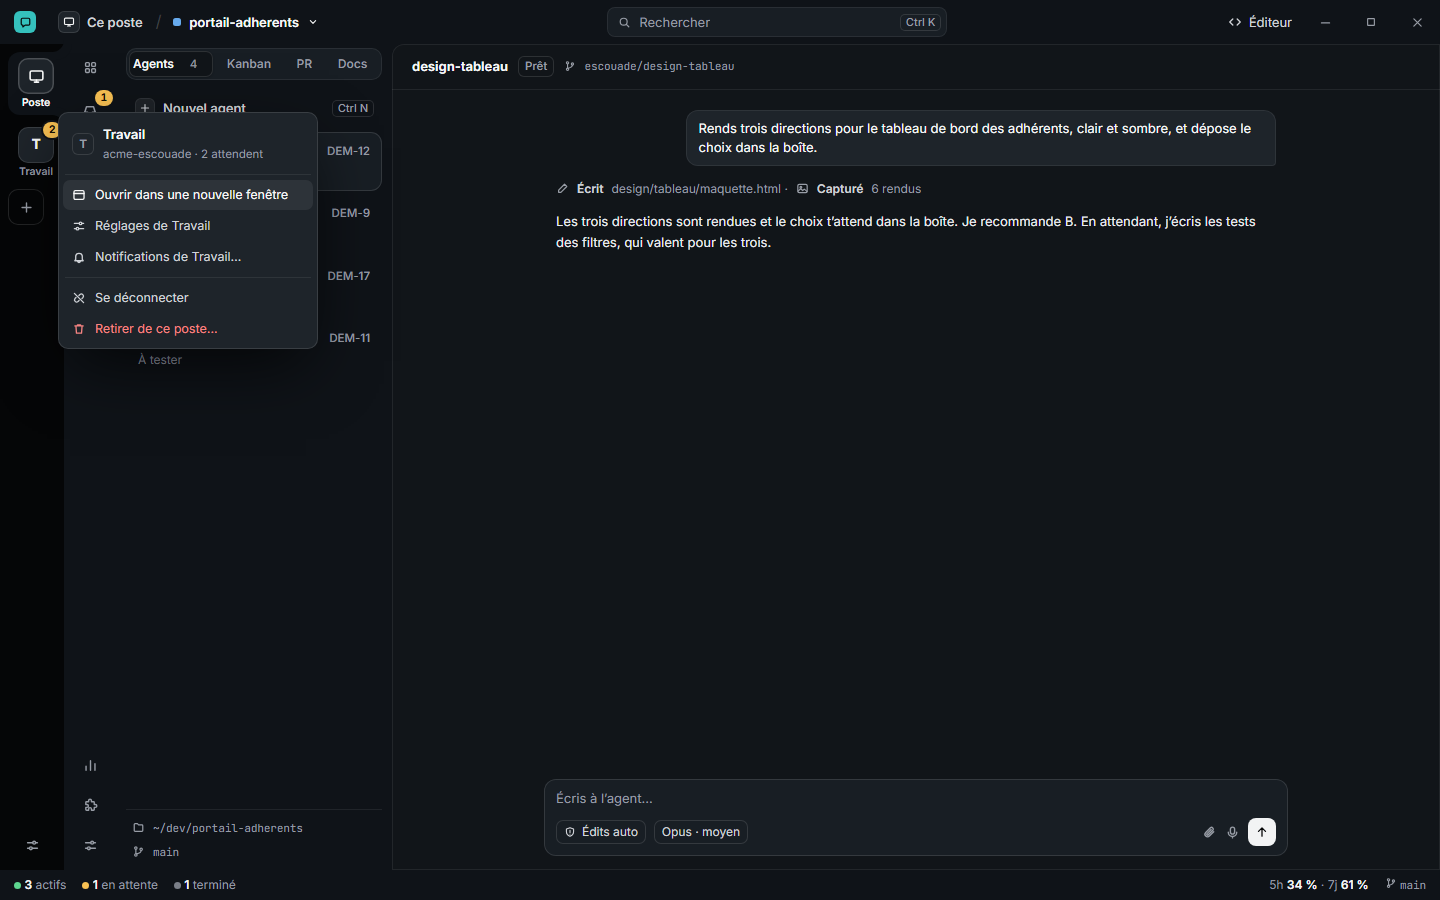 Ce poste / portail-adherents
Rechercher Ctrl K
Éditeur
Poste
2
T
Travail
1
Agents 4 Kanban PR Docs
Nouvel agent Ctrl N
T Travail
acme-escouade · 2 attendent
Ouvrir dans une nouvelle fenêtre
Réglages de Travail
Notifications de Travail...
Se déconnecter
Retirer de ce poste...
DEM-12
DEM-9
DEM-17
DEM-11
À tester
~/dev/portail-adherents
main
design-tableau Prêt escouade/design-tableau
Rends trois directions pour le tableau de bord des adhérents, clair et sombre, et dépose le
choix dans la boîte.
Écrit design/tableau/maquette.html · Capturé 6 rendus
Les trois directions sont rendues et le choix t’attend dans la boîte. Je recommande B. En attendant, j’écris les tests
des filtres, qui valent pour les trois.
Écris à l’agent...
Édits auto Opus · moyen
3 actifs 1 en attente 1 terminé
5h 34 % · 7j 61 % main